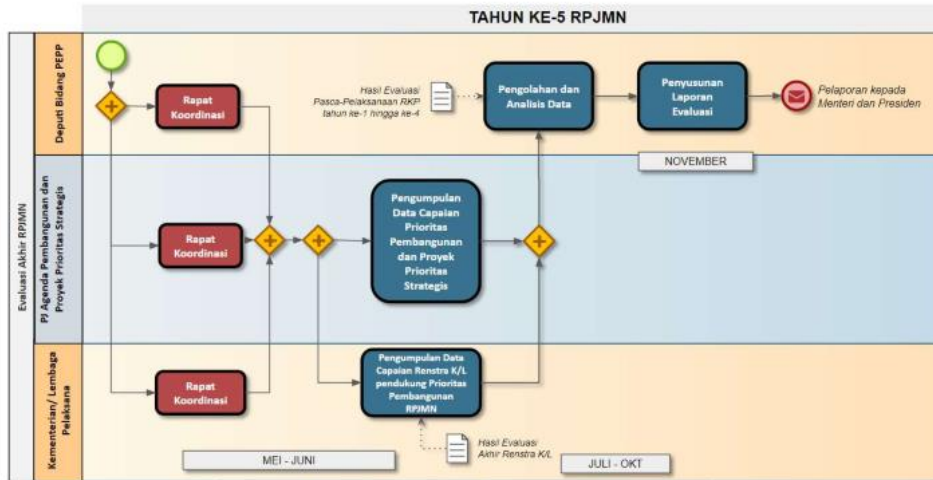 TAHUN KE-5 RPJMN
Evaluasi Akhir RPJMN
Deputi Bidang PEPP
Rapat
Koordinasi
Hasil Evaluasi
Pasca-Pelaksanaan RKP
tahun ke-1 hingga ke-4
Pengolahan dan
Analisis Data
Penyusunan
Laporan
Evaluasi
Pelaporan kepada
Menteri dan Presiden
NOVEMBER
PJ Agenda Pembangunan dan
Proyek Prioritas Strategis
Rapat
Koordinasi
Pengumpulan
Data Capaian
Prioritas
Pembangunan
dan Proyek
Prioritas
Strategis
Kementerian/ Lembaga
Pelaksana
Rapat
Koordinasi
Pengumpulan Data
Capaian Renstra K/L
pendukung Prioritas
Pembangunan
RPJMN
Hasil Evaluasi
Akhir Renstra K/L
MEI - JUNI
JULI - OKT